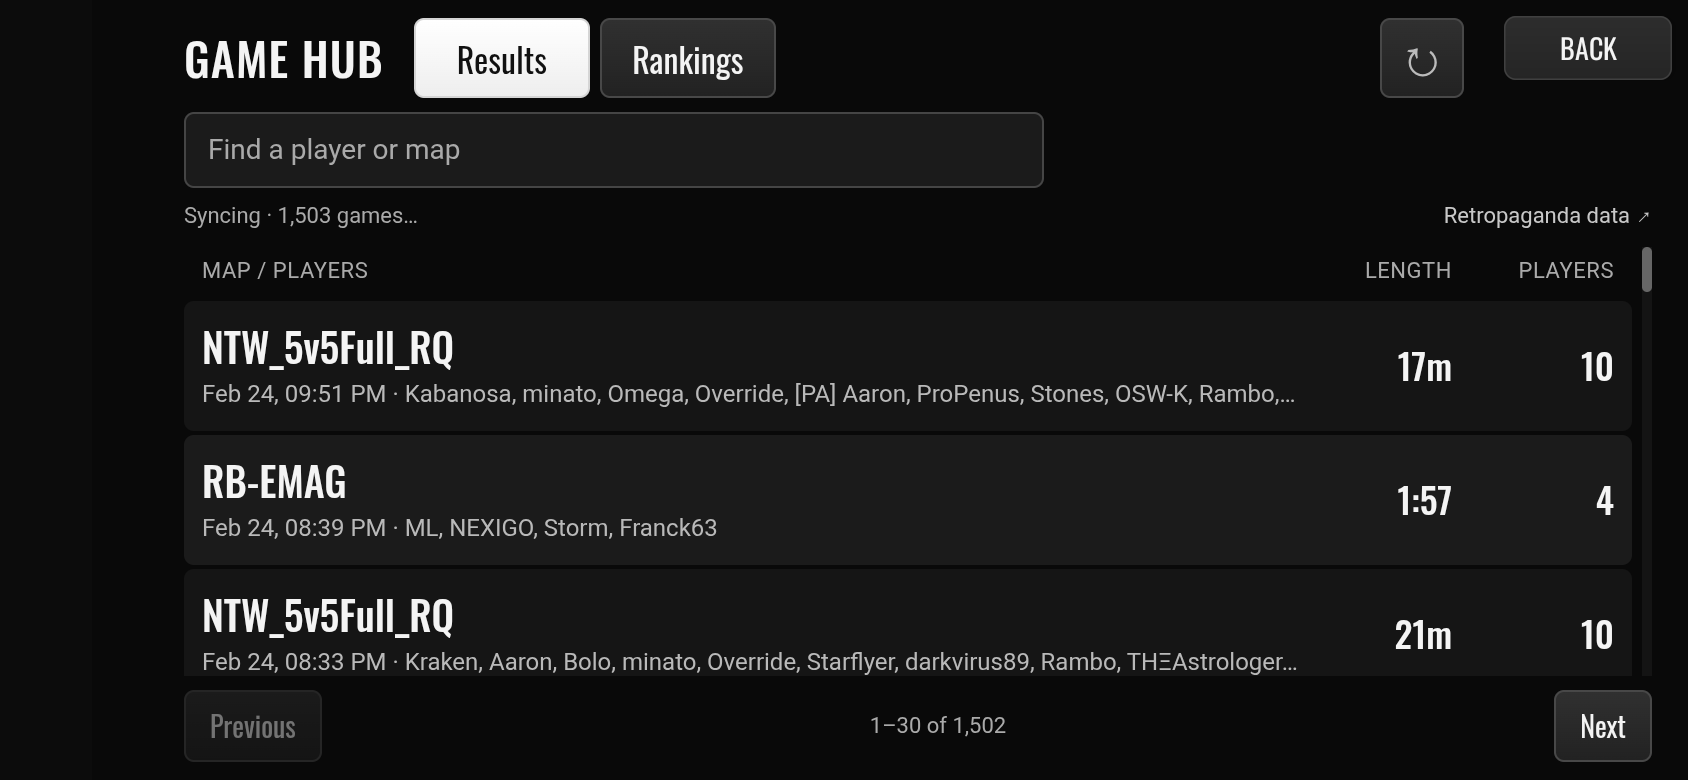 GAME HUB
Results
Rankings
↻
BACK
Find a player or map
Syncing · 1,503 games…
Retropaganda data ↗
MAP / PLAYERS
LENGTH
PLAYERS
NTW_5v5Full_RQ
Feb 24, 09:51 PM · Kabanosa, minato, Omega, Override, [PA] Aaron, ProPenus, Stones, OSW-K, Rambo,…
17m
10
RB-EMAG
Feb 24, 08:39 PM · ML, NEXIGO, Storm, Franck63
1:57
4
NTW_5v5Full_RQ
Feb 24, 08:33 PM · Kraken, Aaron, Bolo, minato, Override, Starflyer, darkvirus89, Rambo, THΞAstrologer…
21m
10
Previous
1–30 of 1,502
Next